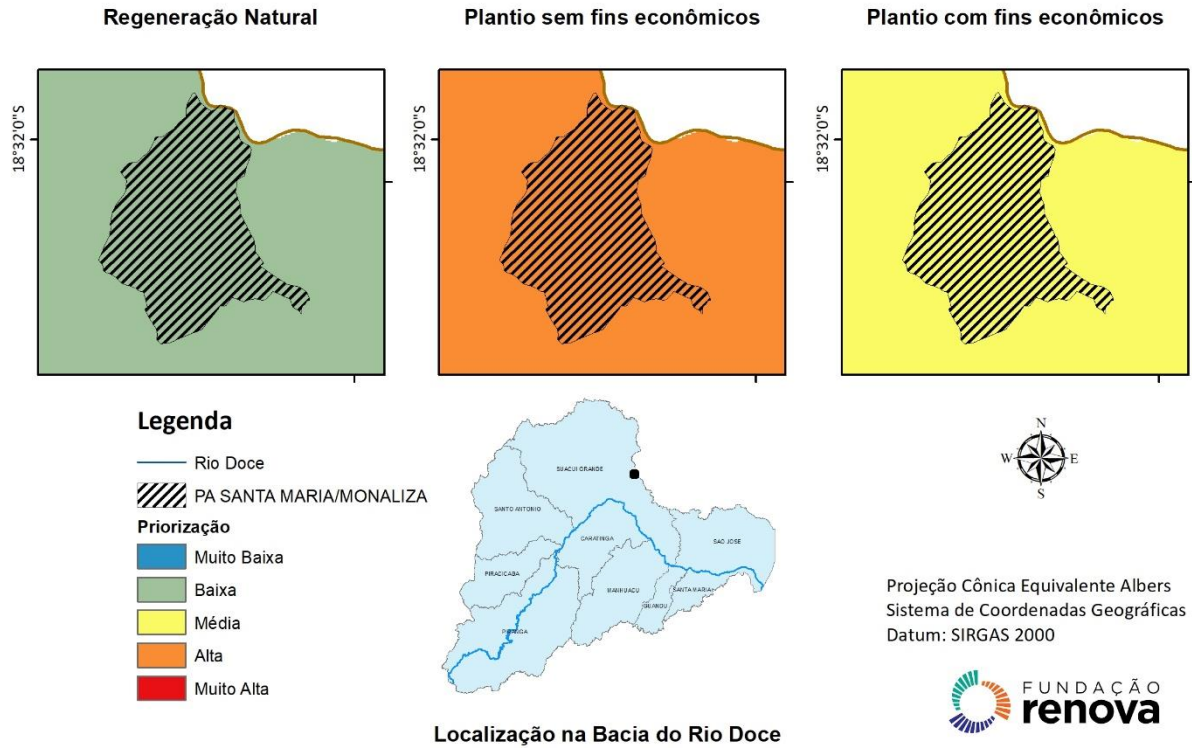 Regeneração Natural
Plantio sem fins econômicos
Plantio com fins econômicos
18°32'0"S
18°32'0"S
18°32'0"S
Legenda
Rio Doce
PA SANTA MARIA/MONALIZA
Priorização
Muito Baixa
Baixa
Média
Alta
Muito Alta
SUACUI GRANDE
SANTO ANTONIO
CARATINGA
SAO JOSE
PIRACICABA
MANHUAÇU
SANTA MARIA
GUANDU
PIRANGA
Localização na Bacia do Rio Doce
N
W
E
S
Projeção Cônica Equivalente Albers
Sistema de Coordenadas Geográficas
Datum: SIRGAS 2000
FUNDAÇÃO
renova